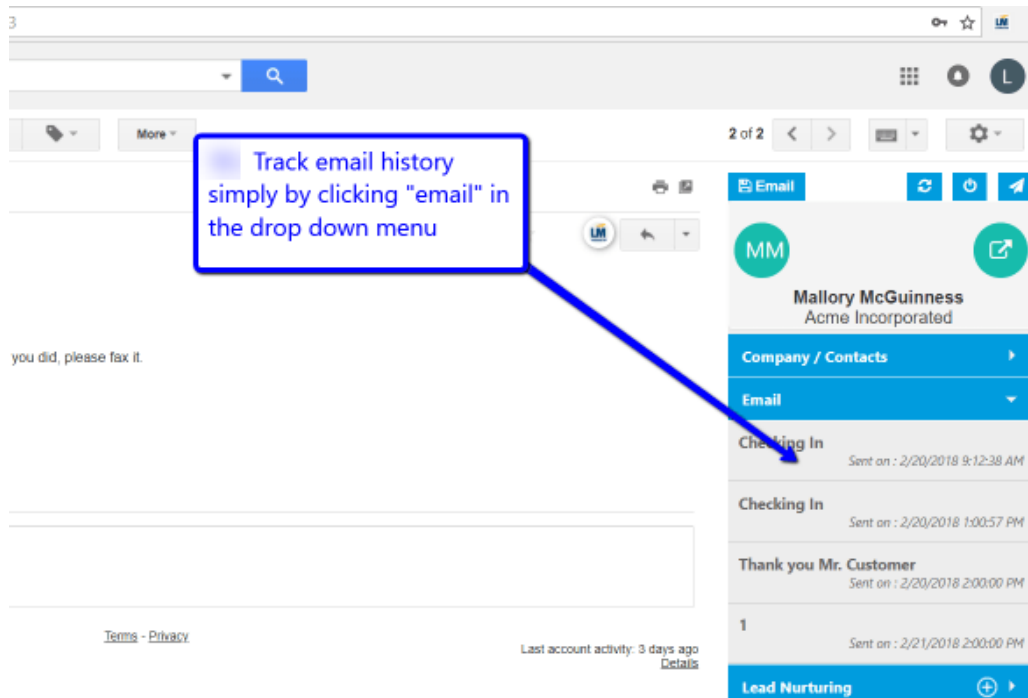 3
LM
L
More
2 of 2
Track email history
simply by clicking "email" in
the drop down menu
Email
LM
MM
Mallory McGuinness
Acme Incorporated
you did, please fax it.
Company / Contacts
Email
Checking In
Sent on : 2/20/2018 9:12:38 AM
Checking In
Sent on : 2/20/2018 1:00:57 PM
Thank you Mr. Customer
Sent on : 2/20/2018 2:00:00 PM
1
Sent on : 2/21/2018 2:00:00 PM
Terms - Privacy
Last account activity: 3 days ago
Details
Lead Nurturing